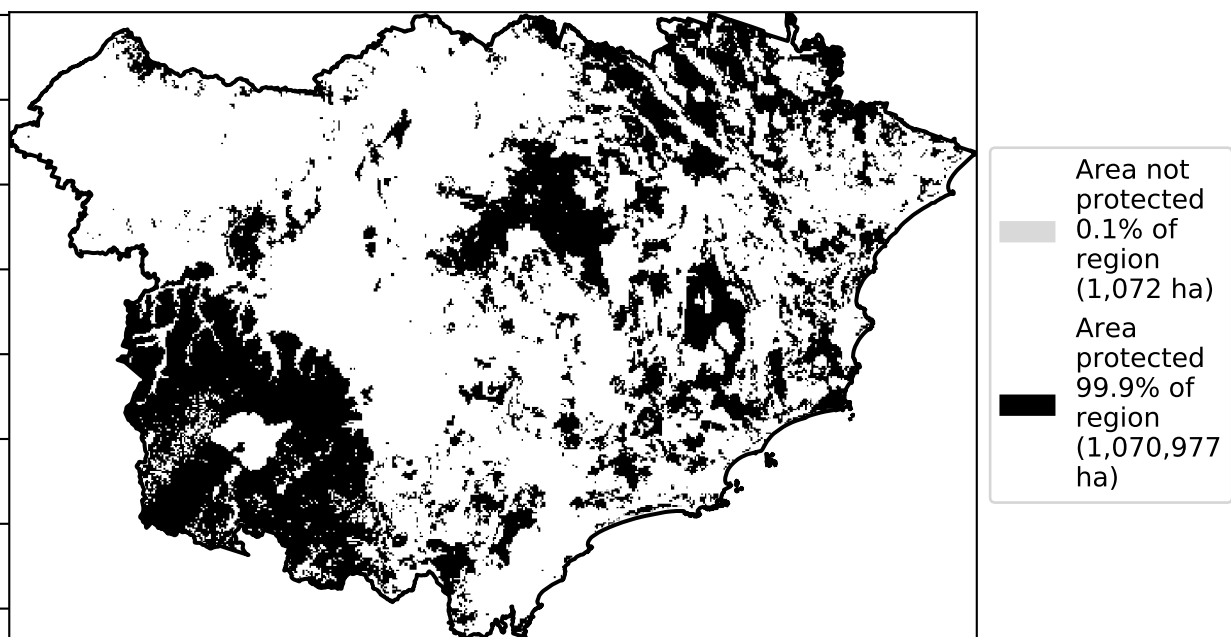 Area not
protected
0.1% of
region
(1,072 ha)
Area
protected
99.9% of
region
(1,070,977
ha)